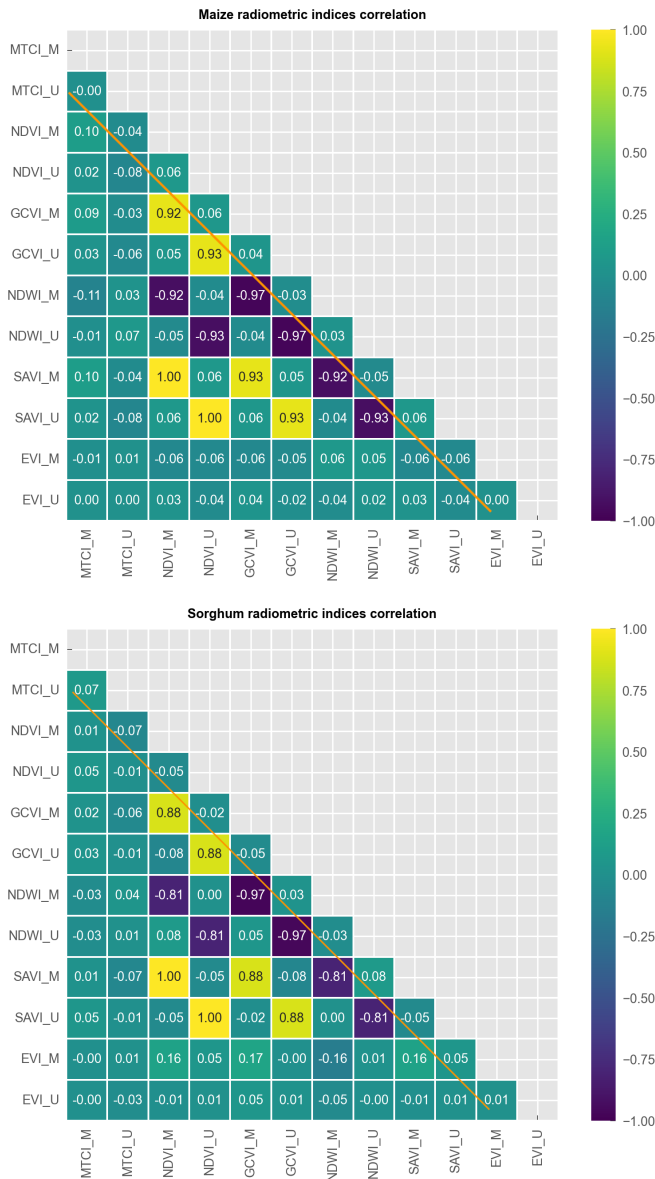 Maize radiometric indices correlation
MTCI_M
MTCI_U -0.00
NDVI_M 0.10 -0.04
NDVI_U 0.02 -0.08 0.06
GCVI_M 0.09 -0.03 0.92 0.06
GCVI_U 0.03 -0.06 0.05 0.93 0.04
NDWI_M -0.11 0.03 -0.92 -0.04 -0.97 -0.03
NDWI_U -0.01 0.07 -0.05 -0.93 -0.04 -0.97 0.03
SAVI_M 0.10 -0.04 1.00 0.06 0.93 0.05 -0.92 -0.05
SAVI_U 0.02 -0.08 0.06 1.00 0.06 0.93 -0.04 -0.93 0.06
EVI_M -0.01 0.01 -0.06 -0.06 -0.06 -0.05 0.06 0.05 -0.06 -0.06
EVI_U 0.00 0.00 0.03 -0.04 0.04 -0.02 -0.04 0.02 0.03 -0.04 0.00
MTCI_M MTCI_U NDVI_M NDVI_U GCVI_M GCVI_U NDWI_M NDWI_U SAVI_M SAVI_U EVI_M EVI_U
1.00
0.75
0.50
0.25
0.00
−0.25
−0.50
−0.75
−1.00
Sorghum radiometric indices correlation
MTCI_M
MTCI_U 0.07
NDVI_M 0.01 -0.07
NDVI_U 0.05 -0.01 -0.05
GCVI_M 0.02 -0.06 0.88 -0.02
GCVI_U 0.03 -0.01 -0.08 0.88 -0.05
NDWI_M -0.03 0.04 -0.81 0.00 -0.97 0.03
NDWI_U -0.03 0.01 0.08 -0.81 0.05 -0.97 -0.03
SAVI_M 0.01 -0.07 1.00 -0.05 0.88 -0.08 -0.81 0.08
SAVI_U 0.05 -0.01 -0.05 1.00 -0.02 0.88 0.00 -0.81 -0.05
EVI_M -0.00 0.01 0.16 0.05 0.17 -0.00 -0.16 0.01 0.16 0.05
EVI_U -0.00 -0.03 -0.01 0.01 0.05 0.01 -0.05 -0.00 -0.01 0.01 0.01
MTCI_M MTCI_U NDVI_M NDVI_U GCVI_M GCVI_U NDWI_M NDWI_U SAVI_M SAVI_U EVI_M EVI_U
1.00
0.75
0.50
0.25
0.00
−0.25
−0.50
−0.75
−1.00